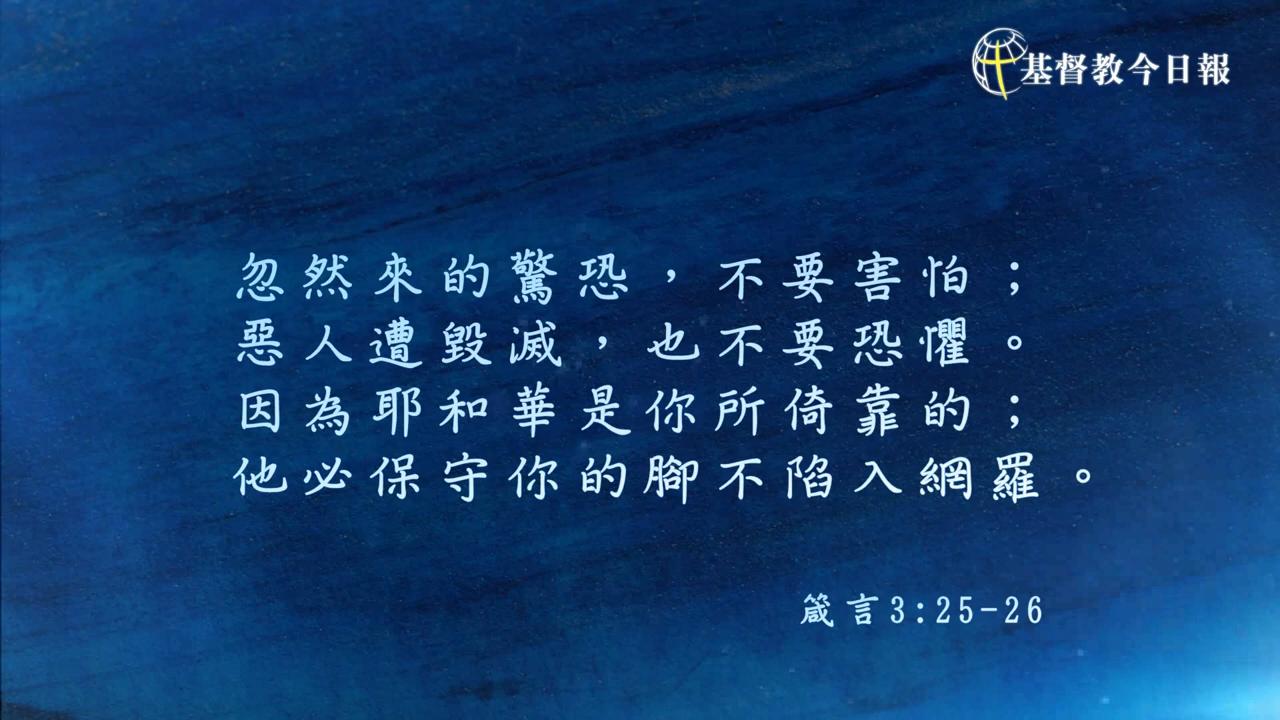 基督教今日報
忽然來的驚恐，不要害怕；
惡人遭毀滅，也不要恐懼。
因為耶和華是你所倚靠的；
他必保守你的腳不陷入網羅。
箴言3:25-26